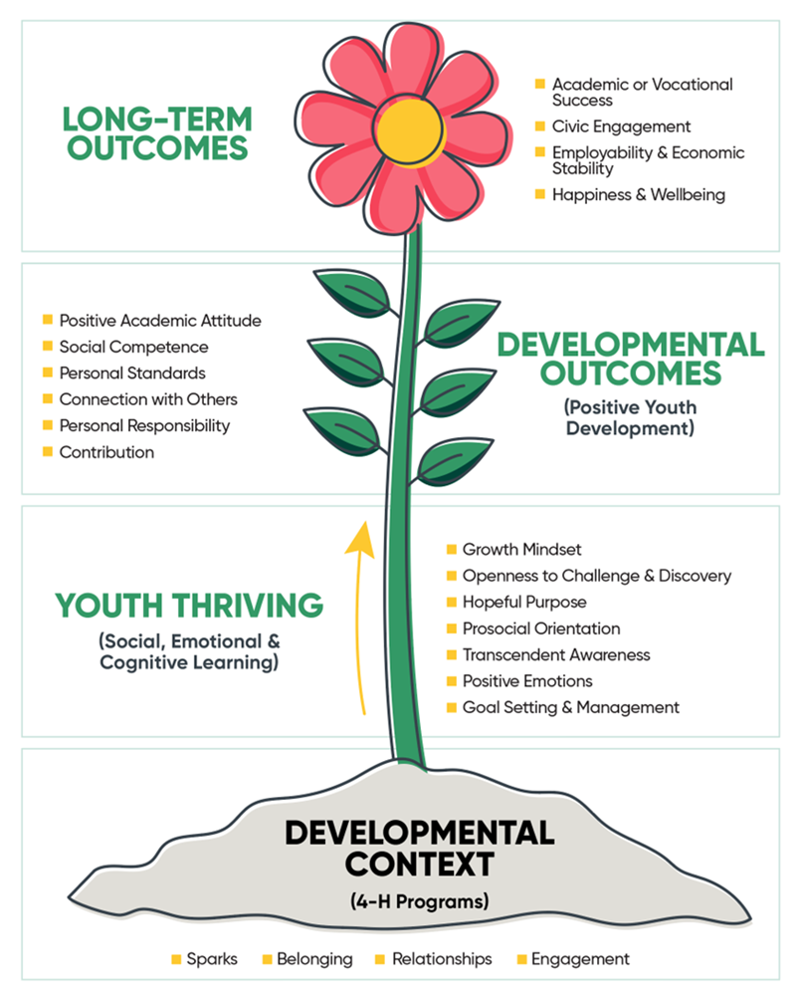 LONG-TERM
OUTCOMES
Academic or Vocational
Success
Civic Engagement
Employability & Economic
Stability
Happiness & Wellbeing
Positive Academic Attitude
Social Competence
Personal Standards
Connection with Others
Personal Responsibility
Contribution
DEVELOPMENTAL
OUTCOMES
(Positive Youth
Development)
YOUTH THRIVING
(Social, Emotional &
Cognitive Learning)
Growth Mindset
Openness to Challenge & Discovery
Hopeful Purpose
Prosocial Orientation
Transcendent Awareness
Positive Emotions
Goal Setting & Management
DEVELOPMENTAL
CONTEXT
(4-H Programs)
Sparks Belonging Relationships Engagement